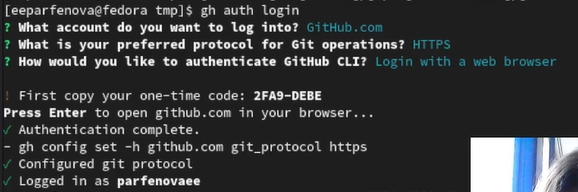 [eeparfenova@fedora tmp]$ gh auth login
? What account do you want to log into? GitHub.com
? What is your preferred protocol for Git operations? HTTPS
? How would you like to authenticate GitHub CLI? Login with a web browser
! First copy your one-time code: 2FA9-DEBE
Press Enter to open github.com in your browser...
✓ Authentication complete.
- gh config set -h github.com git_protocol https
✓ Configured git protocol
✓ Logged in as parfenovaee